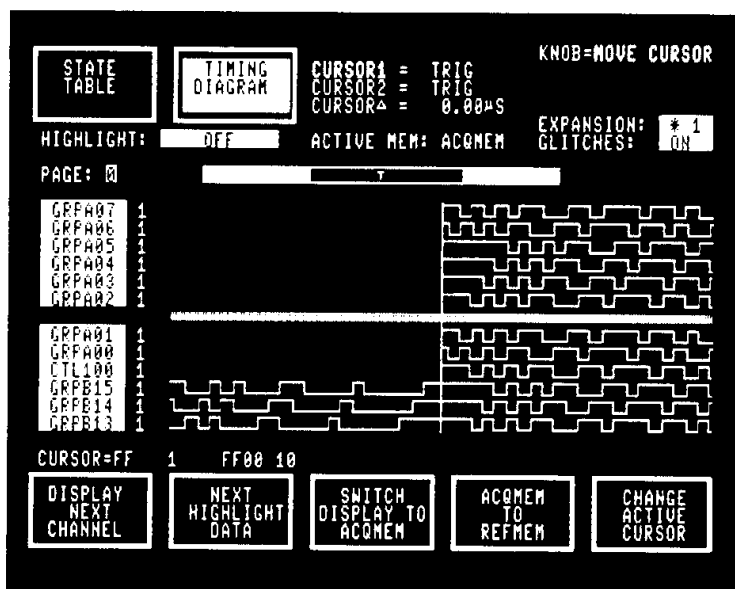 KNOB=MOVE CURSOR
STATE
TABLE
TIMING
DIAGRAM
CURSOR1 = TRIG
CURSOR2 = TRIG
CURSOR△ = 0.00µS
HIGHLIGHT: OFF
ACTIVE MEM: ACQMEM
EXPANSION: * 1
GLITCHES: ON
PAGE: 0
T
GRPA07 1
GRPA06 1
GRPA05 1
GRPA04 1
GRPA03 1
GRPA02 1
GRPA01 1
GRPA00 1
CTL100 1
GRPB15 1
GRPB14 1
GRPB13 1
CURSOR=FF 1 FF00 10
DISPLAY
NEXT
CHANNEL
NEXT
HIGHLIGHT
DATA
SWITCH
DISPLAY TO
ACQMEM
ACQMEM
TO
REFMEM
CHANGE
ACTIVE
CURSOR